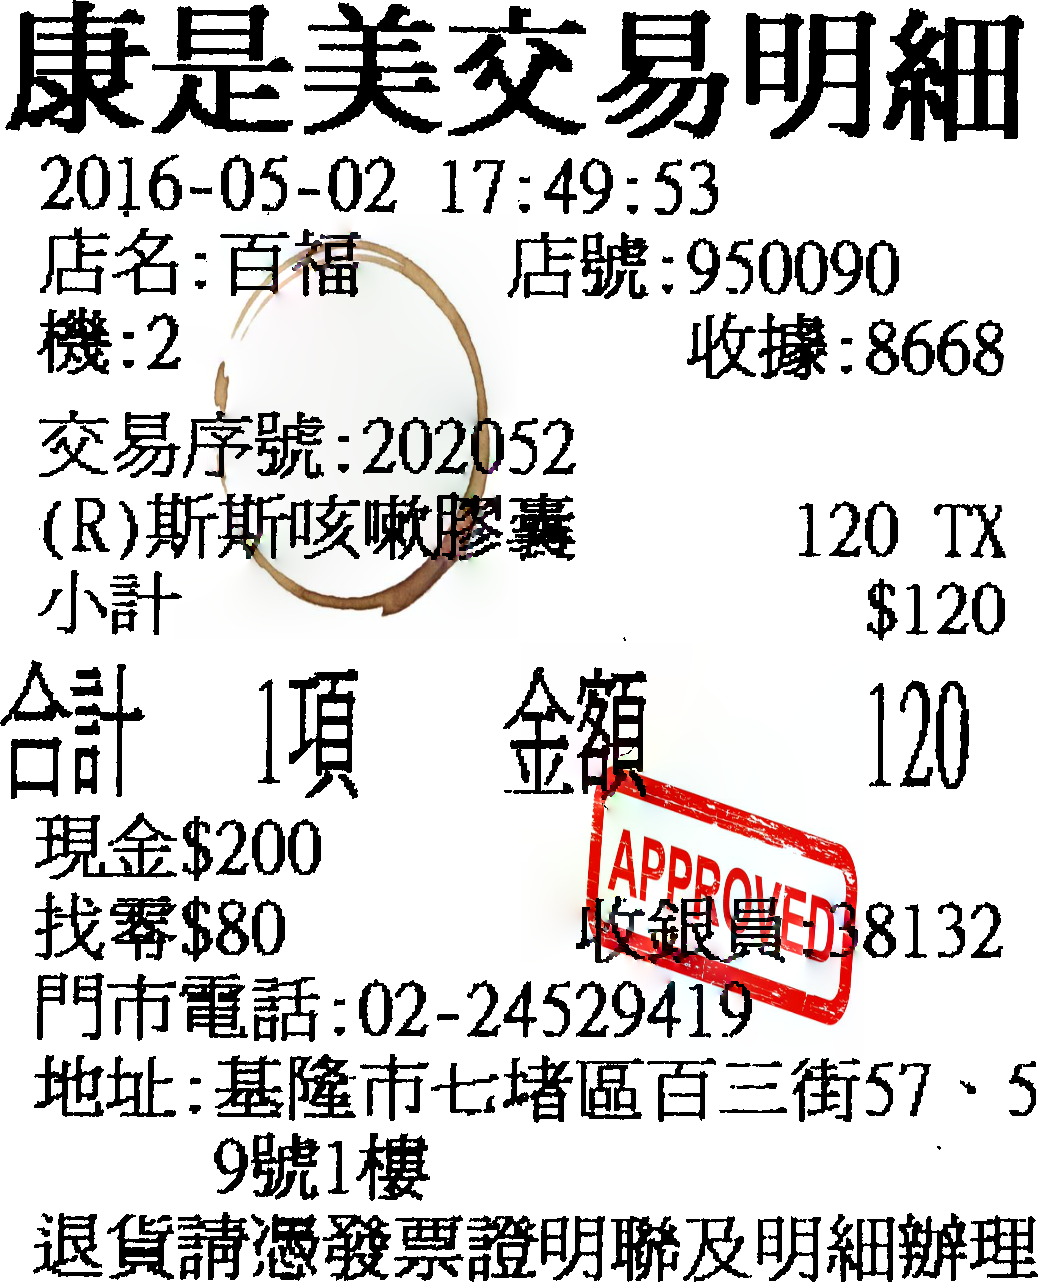 康是美交易明細
2016-05-02 17:49:53
店名:百福 店號:950090
機:2 收據:8668
交易序號:202052
(R)斯斯咳嗽膠囊 120 TX
小計 $120
合計 1項 金額 120
現金$200
APPROVED
找零$80 收銀員:38132
門市電話:02-24529419
地址:基隆市七堵區百三街57、5
9號1樓
退貨請憑發票證明聯及明細辦理